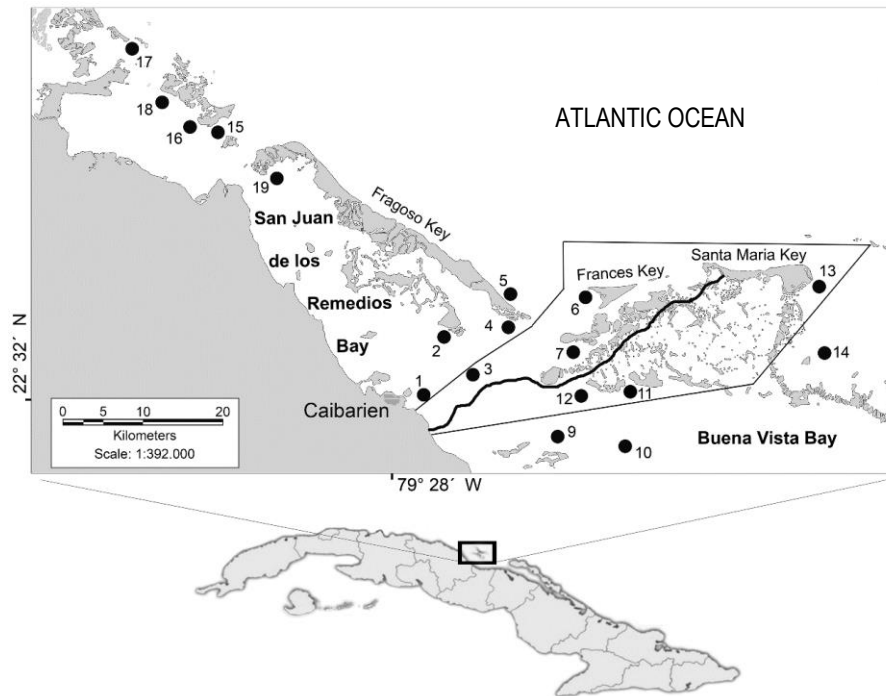 17
ATLANTIC OCEAN
18
16
15
19
San Juan
de los
Remedios
Bay
Fragoso Key
5
4
2
Frances Key
Santa Maria Key
6
13
7
14
3
1
Caibarien
12
11
9
10
Buena Vista Bay
22° 32´ N
0 5 10 20
Kilometers
Scale: 1:392.000
79° 28´ W